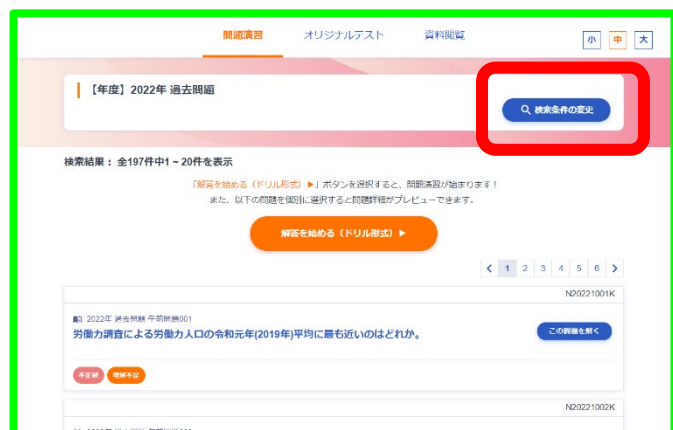 問題演習 オリジナルテスト 資料閲覧 小 中 大
【年度】2022年 過去問題
検索条件の変更
検索結果： 全197件中1 ~ 20件を表示
「解答を始める（ドリル形式）▶」ボタンを選択すると、問題演習が始まります！
また、以下の問題を個別に選択すると問題詳細がプレビューできます。
解答を始める（ドリル形式）▶
< 1 2 3 4 5 6 >
N20221001K
2022年 過去問題 午前問題001
労働力調査による労働力人口の令和元年(2019年)平均に最も近いのはどれか。
この問題を解く
不正解 理解不足
N20221002K